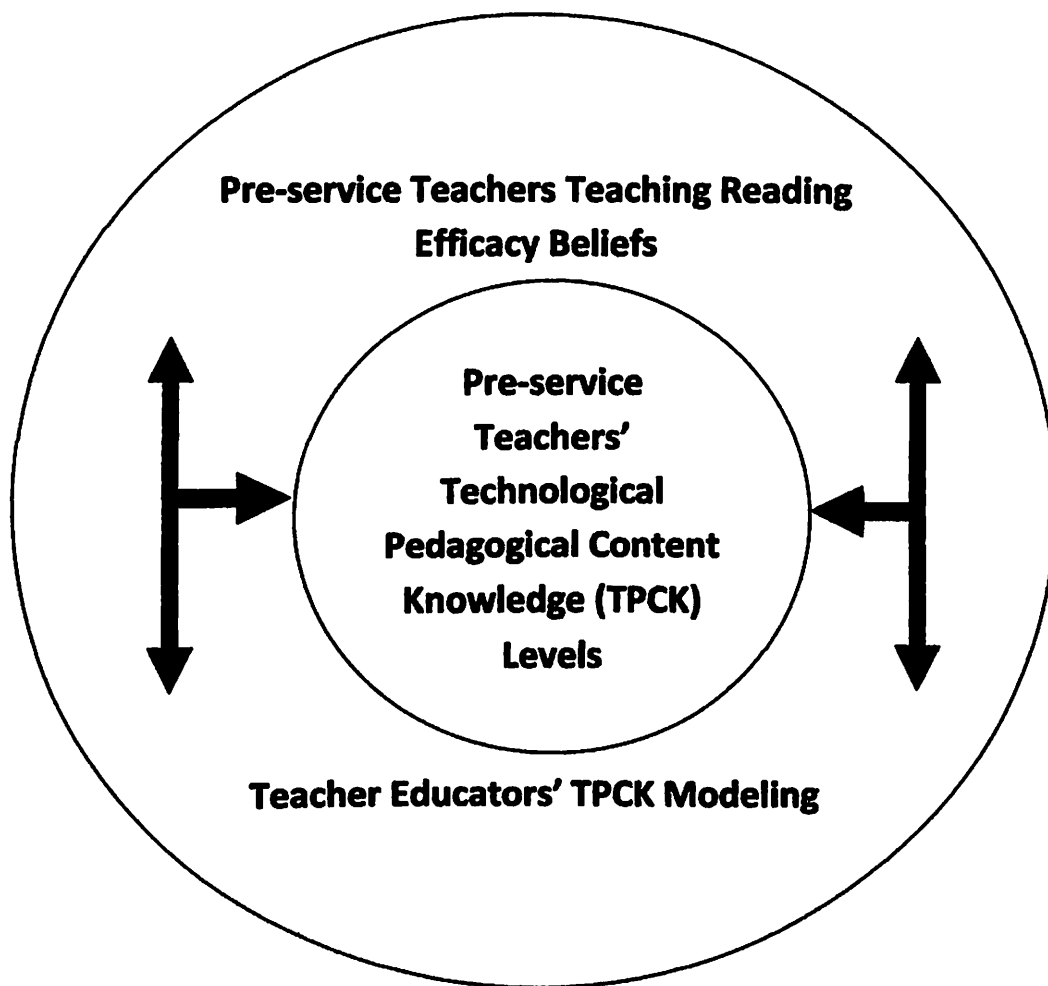 Pre-service Teachers Teaching Reading
Efficacy Beliefs
Pre-service
Teachers’
Technological
Pedagogical Content
Knowledge (TPCK)
Levels
Teacher Educators’ TPCK Modeling